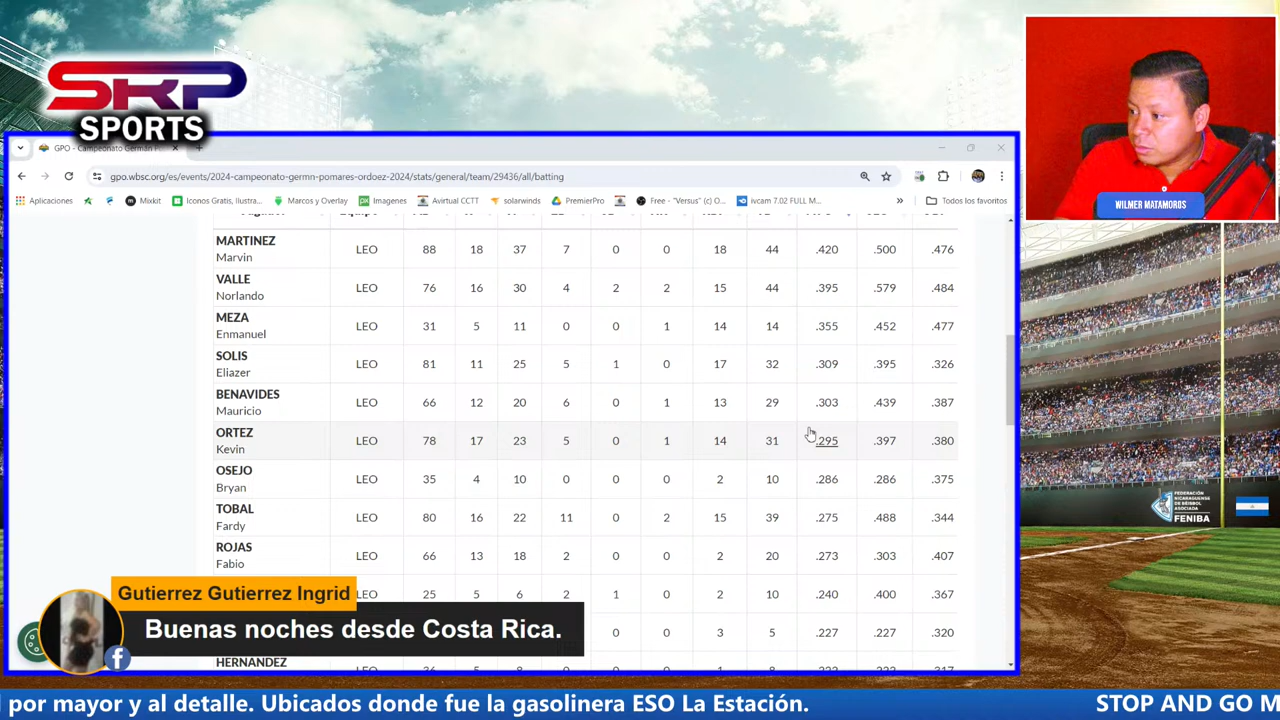 SKP
SPORTS
GPO - Campeonato Germán P
gpo.wbsc.org/es/events/2024-campeonato-germn-pomares-ordoez-2024/stats/general/team/29436/all/batting
Aplicaciones Mixkit Iconos Gratis, ilustra... Marcos y Overlay Imagenes Avirtual CCTT solarwinds PremierPro Free - "Versus" (c) O... ivcam 7.02 FULL M... » Todos los favoritos
MARTINEZ
Marvin LEO 88 18 37 7 0 0 18 44 .420 .500 .476
VALLE
Norlando LEO 76 16 30 4 2 2 15 44 .395 .579 .484
MEZA
Enmanuel LEO 31 5 11 0 0 1 14 14 .355 .452 .477
SOLIS
Eliazer LEO 81 11 25 5 1 0 17 32 .309 .395 .326
BENAVIDES
Mauricio LEO 66 12 20 6 0 1 13 29 .303 .439 .387
ORTEZ
Kevin LEO 78 17 23 5 0 1 14 31 .295 .397 .380
OSEJO
Bryan LEO 35 4 10 0 0 0 2 10 .286 .286 .375
TOBAL
Fardy LEO 80 16 22 11 0 2 15 39 .275 .488 .344
ROJAS
Fabio LEO 66 13 18 2 0 0 2 20 .273 .303 .407
LEO 25 5 6 2 1 0 2 10 .240 .400 .367
0 0 3 5 .227 .227 .320
HERNANDEZ
WILMER MATAMOROS
FEDERACIÓN
NICARAGÜENSE
DE BÉISBOL
ASOCIADA
FENIBA
Gutierrez Gutierrez Ingrid
Buenas noches desde Costa Rica.
l por mayor y al detalle. Ubicados donde fue la gasolinera ESO La Estación. STOP AND GO M